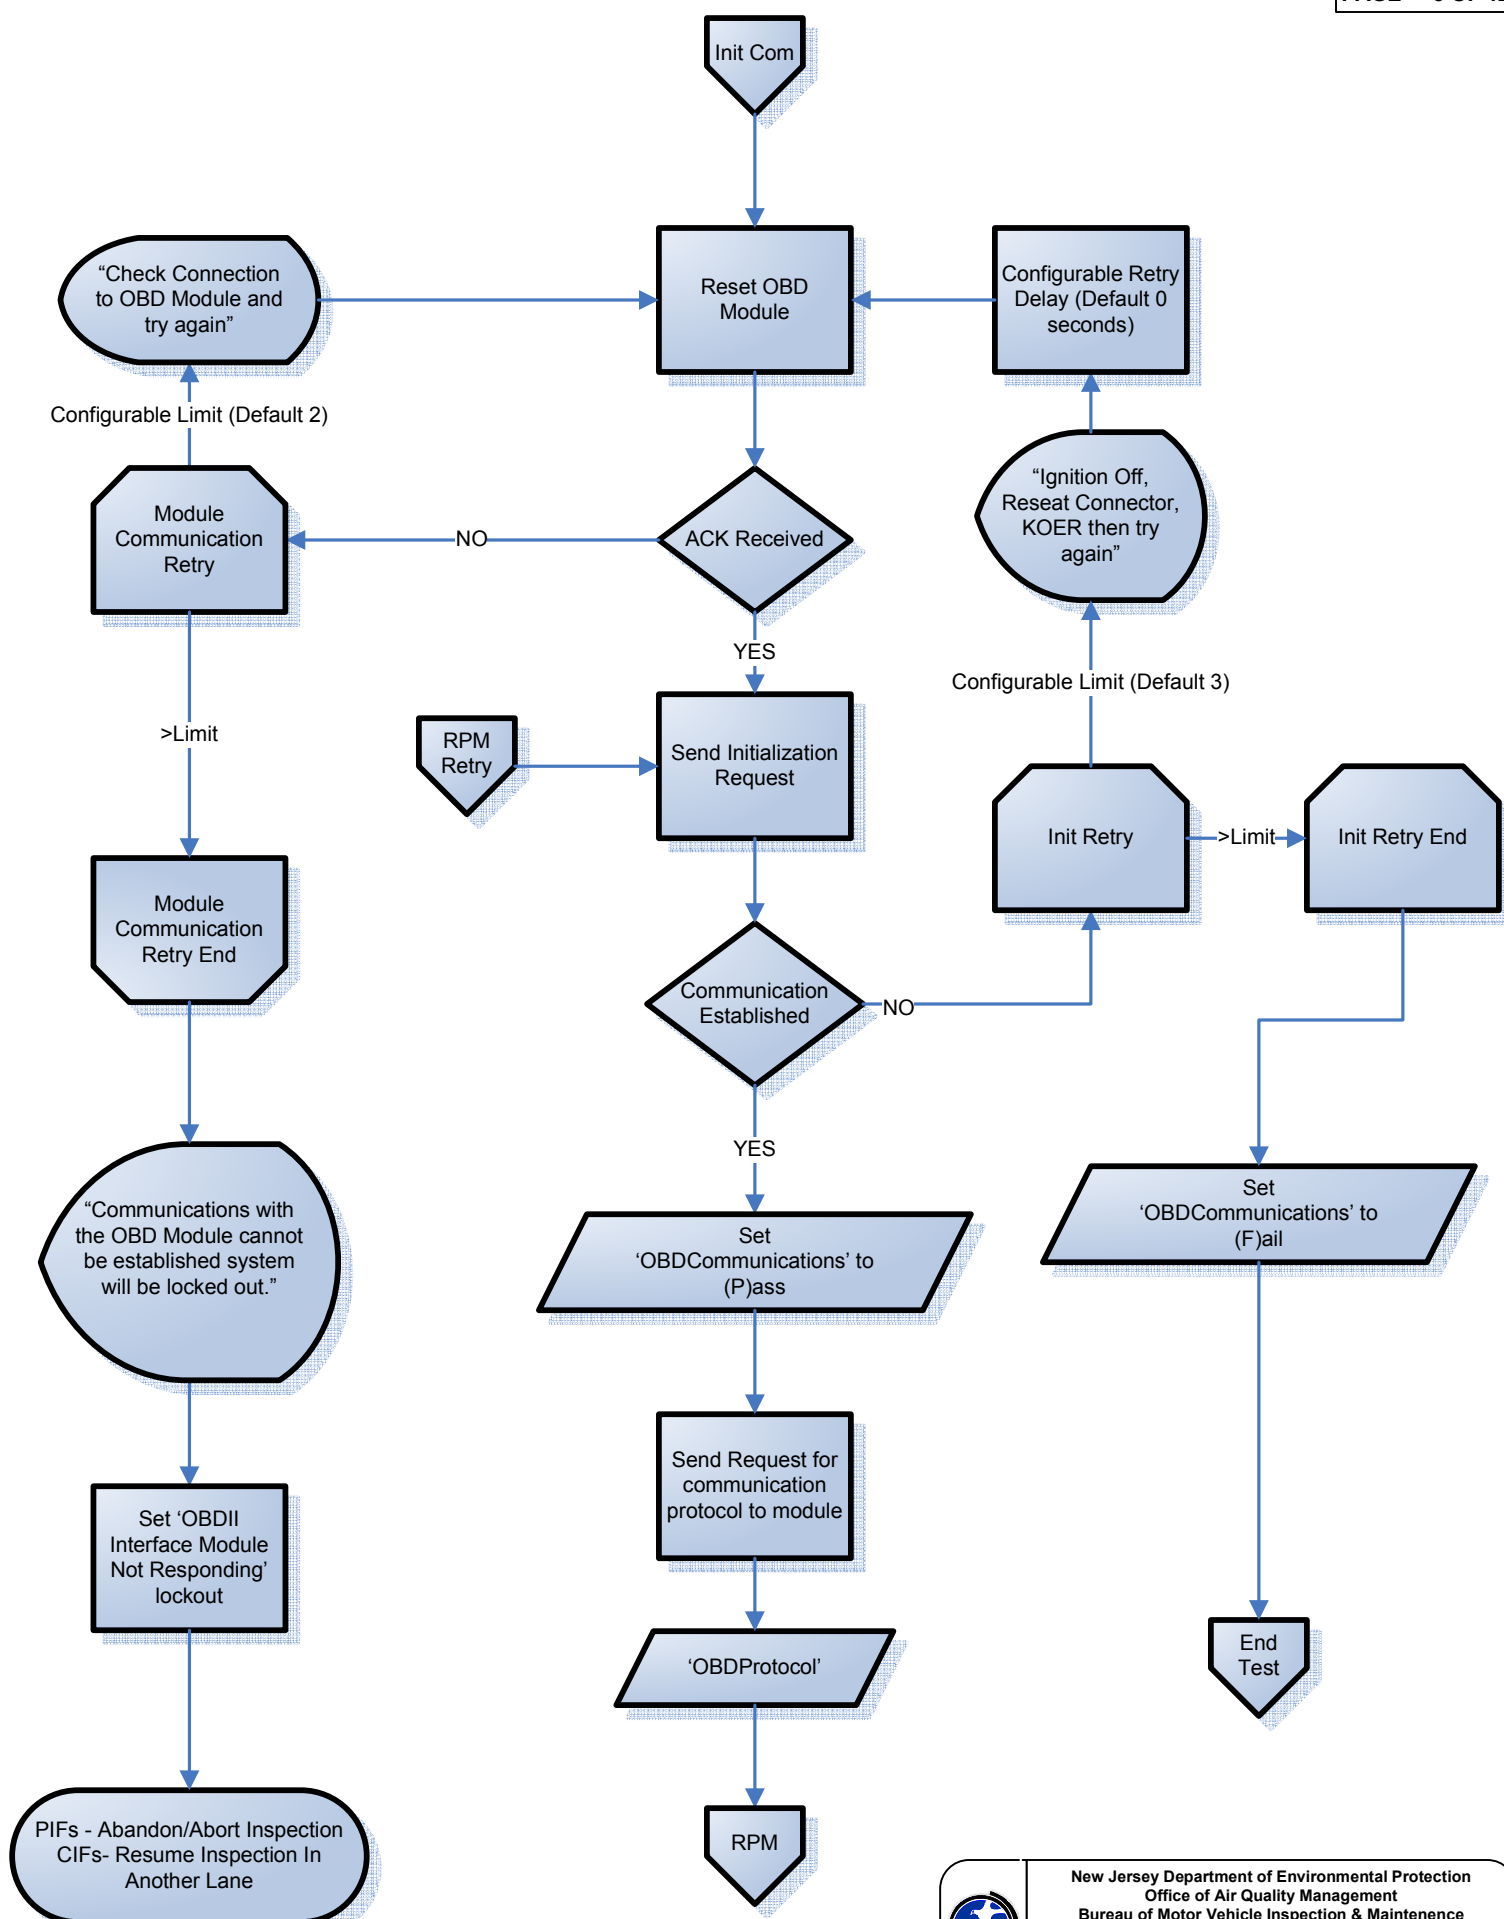 Init Com
“Check Connection
to OBD Module and
try again”
Reset OBD
Module
Configurable Retry
Delay (Default 0
seconds)
Configurable Limit (Default 2)
Module
Communication
Retry
NO
ACK Received
“Ignition Off,
Reseat Connector,
KOER then try
again”
YES
Configurable Limit (Default 3)
>Limit
RPM
Retry
Send Initialization
Request
Init Retry
>Limit
Init Retry End
Module
Communication
Retry End
Communication
Established
NO
YES
“Communications with
the OBD Module cannot
be established system
will be locked out.”
Set
‘OBDCommunications’ to
(P)ass
Set
‘OBDCommunications’ to
(F)ail
Send Request for
communication
protocol to module
Set ‘OBDII
Interface Module
Not Responding’
lockout
‘OBDProtocol’
End
Test
PIFs - Abandon/Abort Inspection
CIFs- Resume Inspection In
Another Lane
RPM
New Jersey Department of Environmental Protection
Office of Air Quality Management
Bureau of Motor Vehicle Inspection & Maintenence